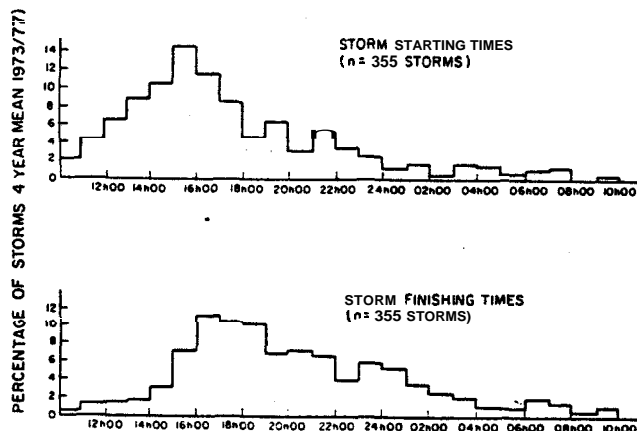 PERCENTAGE OF STORMS 4 YEAR MEAN 1973/77)
STORM STARTING TIMES
(n= 355 STORMS)
14
12
10
8
6
4
2
0
12h00 14h00 16h00 18h00 20h00 22h00 24h00 02h00 04h00 06h00 08h00 10h00
STORM FINISHING TIMES
(n= 355 STORMS)
12
10
8
6
4
2
0
12h00 14h00 16h00 18h00 20h00 22h00 24h00 02h00 04h00 06h00 08h00 10h00